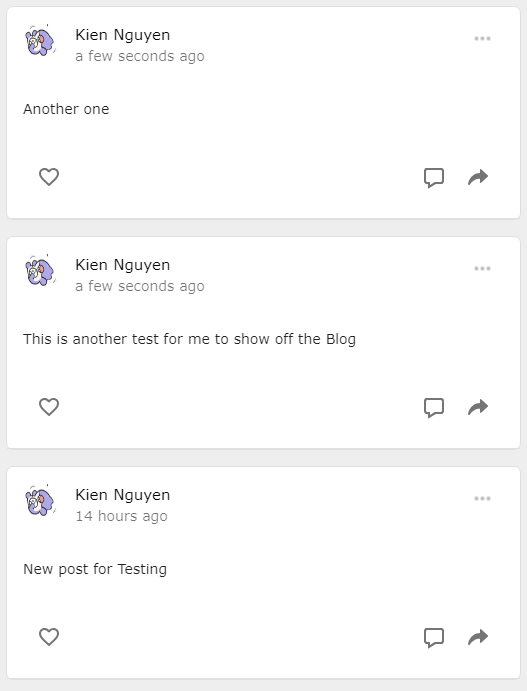 Kien Nguyen
a few seconds ago
Another one
Kien Nguyen
a few seconds ago
This is another test for me to show off the Blog
Kien Nguyen
14 hours ago
New post for Testing